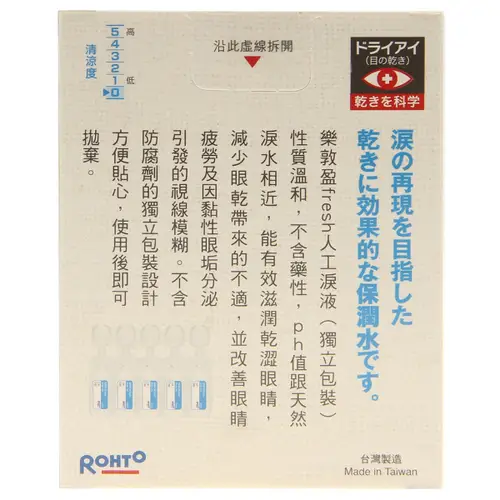 沿此虛線拆開
ドライアイ
(目の乾き)
乾きを科学
高
5
4
3
2
1
0
低
清涼度
涙の再現を目指した
乾きに効果的な保潤水です。
樂敦盈fresh人工淚液(獨立包裝)
性質溫和，不含藥性，ph值跟天然
淚水相近，能有效滋潤乾澀眼睛，
減少眼乾帶來的不適，並改善眼睛
疲勞及因黏性眼垢分泌
引發的視線模糊。不含
防腐劑的獨立包裝設計
方便貼心，使用後即可
拋棄。
ROHTO
台灣製造
Made in Taiwan